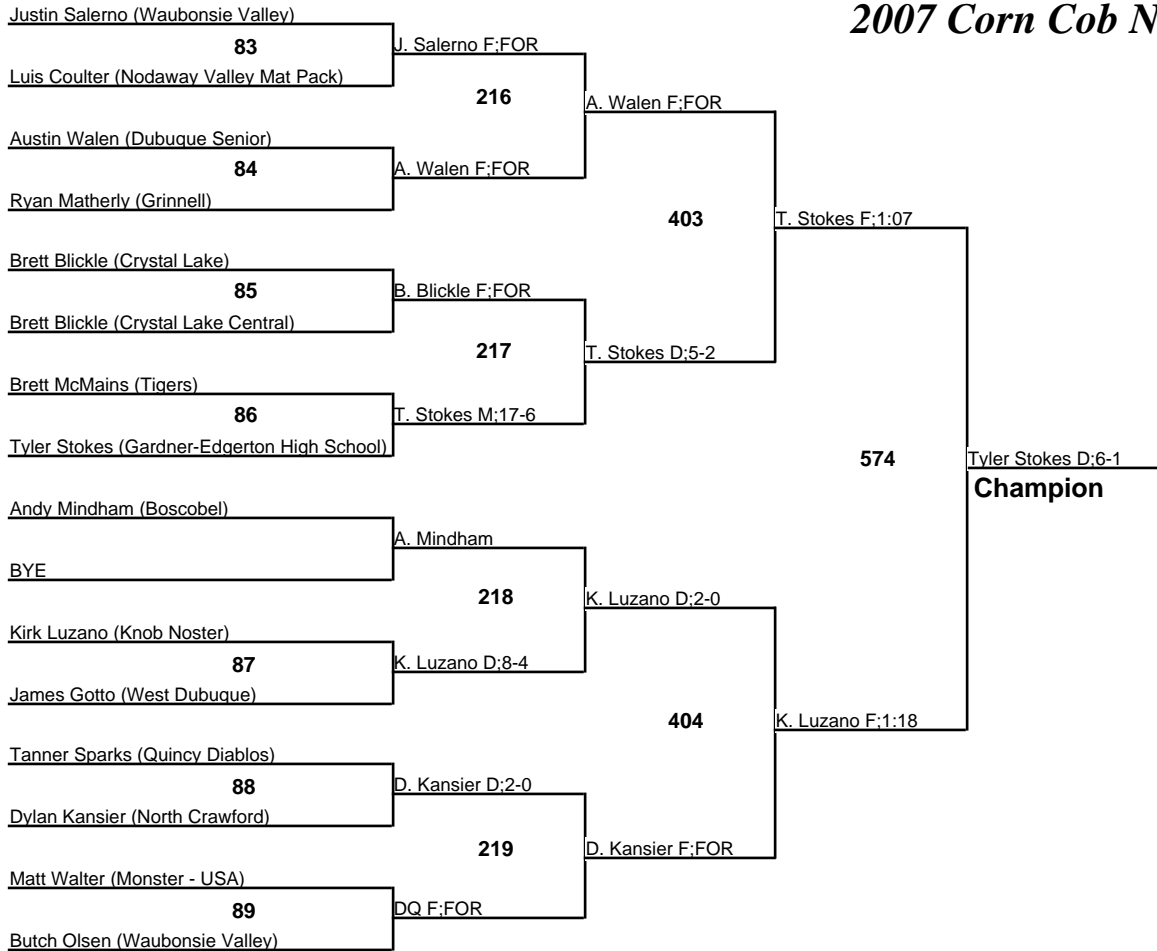 2007 Corn Cob N
Justin Salerno (Waubonsie Valley)
83
Luis Coulter (Nodaway Valley Mat Pack)
J. Salerno F;FOR
216
Austin Walen (Dubuque Senior)
84
Ryan Matherly (Grinnell)
A. Walen F;FOR
A. Walen F;FOR
403
Brett Blickle (Crystal Lake)
85
Brett Blickle (Crystal Lake Central)
B. Blickle F;FOR
217
Brett McMains (Tigers)
86
Tyler Stokes (Gardner-Edgerton High School)
T. Stokes M;17-6
T. Stokes D;5-2
T. Stokes F;1:07
574
Andy Mindham (Boscobel)
BYE
A. Mindham
218
Kirk Luzano (Knob Noster)
87
James Gotto (West Dubuque)
K. Luzano D;8-4
K. Luzano D;2-0
404
Tanner Sparks (Quincy Diablos)
88
Dylan Kansier (North Crawford)
D. Kansier D;2-0
219
Matt Walter (Monster - USA)
89
Butch Olsen (Waubonsie Valley)
DQ F;FOR
D. Kansier F;FOR
K. Luzano F;1:18
Tyler Stokes D;6-1
Champion